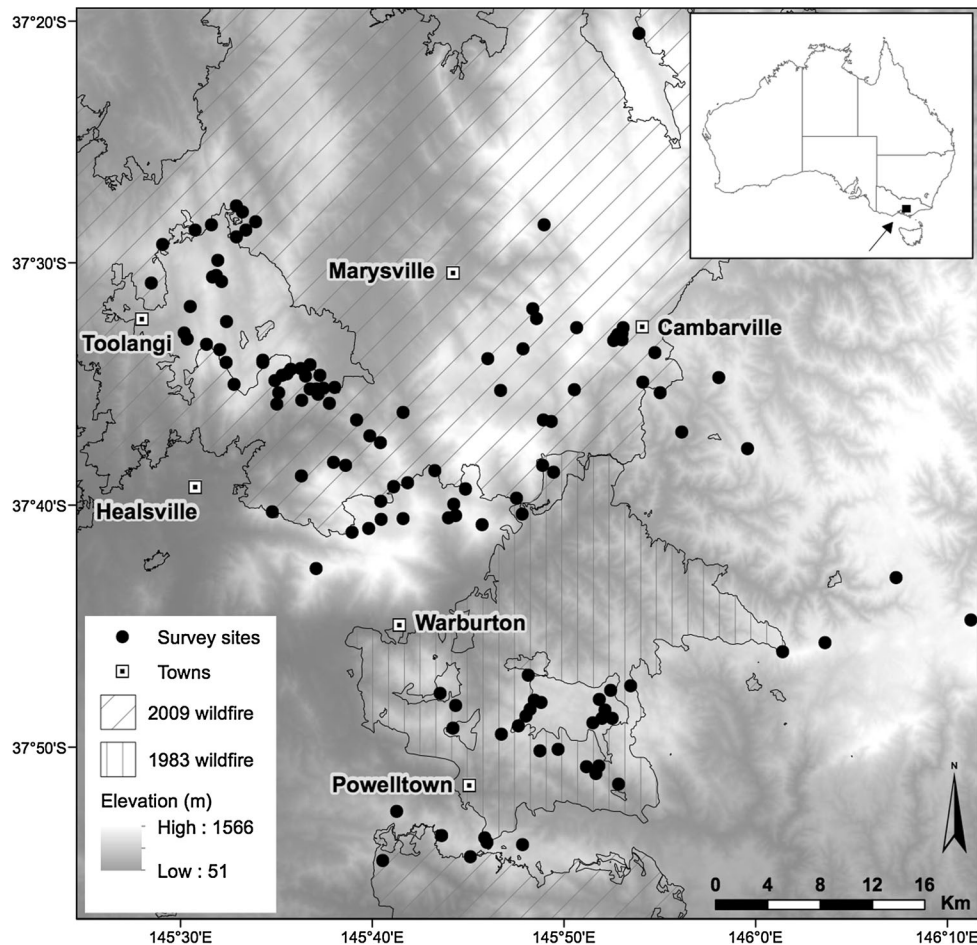 37°20'S
37°30'S
Marysville
Cambarville
Toolangi
37°40'S
Healsville
Warburton
Survey sites
Towns
2009 wildfire
1983 wildfire
Elevation (m)
High : 1566
Low : 51
37°50'S
Powelltown
N
0 4 8 12 16
Km
145°30'E 145°40'E 145°50'E 146°0'E 146°10'E